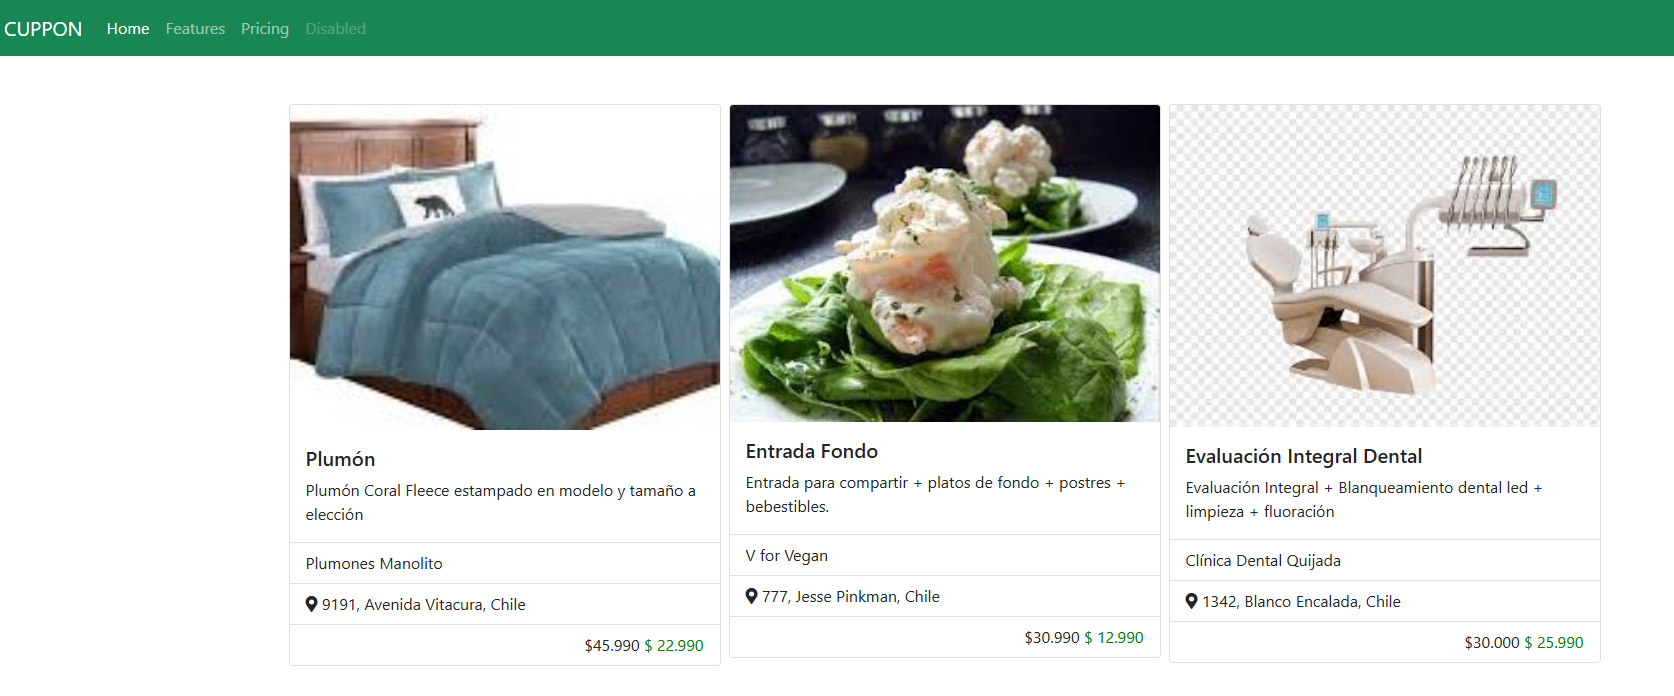 CUPPON Home Features Pricing Disabled
Plumón
Plumón Coral Fleece estampado en modelo y tamaño a
elección
Plumones Manolito
9191, Avenida Vitacura, Chile
$45.990 $ 22.990
Entrada Fondo
Entrada para compartir + platos de fondo + postres +
bebestibles.
V for Vegan
777, Jesse Pinkman, Chile
$30.990 $ 12.990
Evaluación Integral Dental
Evaluación Integral + Blanqueamiento dental led +
limpieza + fluoración
Clínica Dental Quijada
1342, Blanco Encalada, Chile
$30.000 $ 25.990